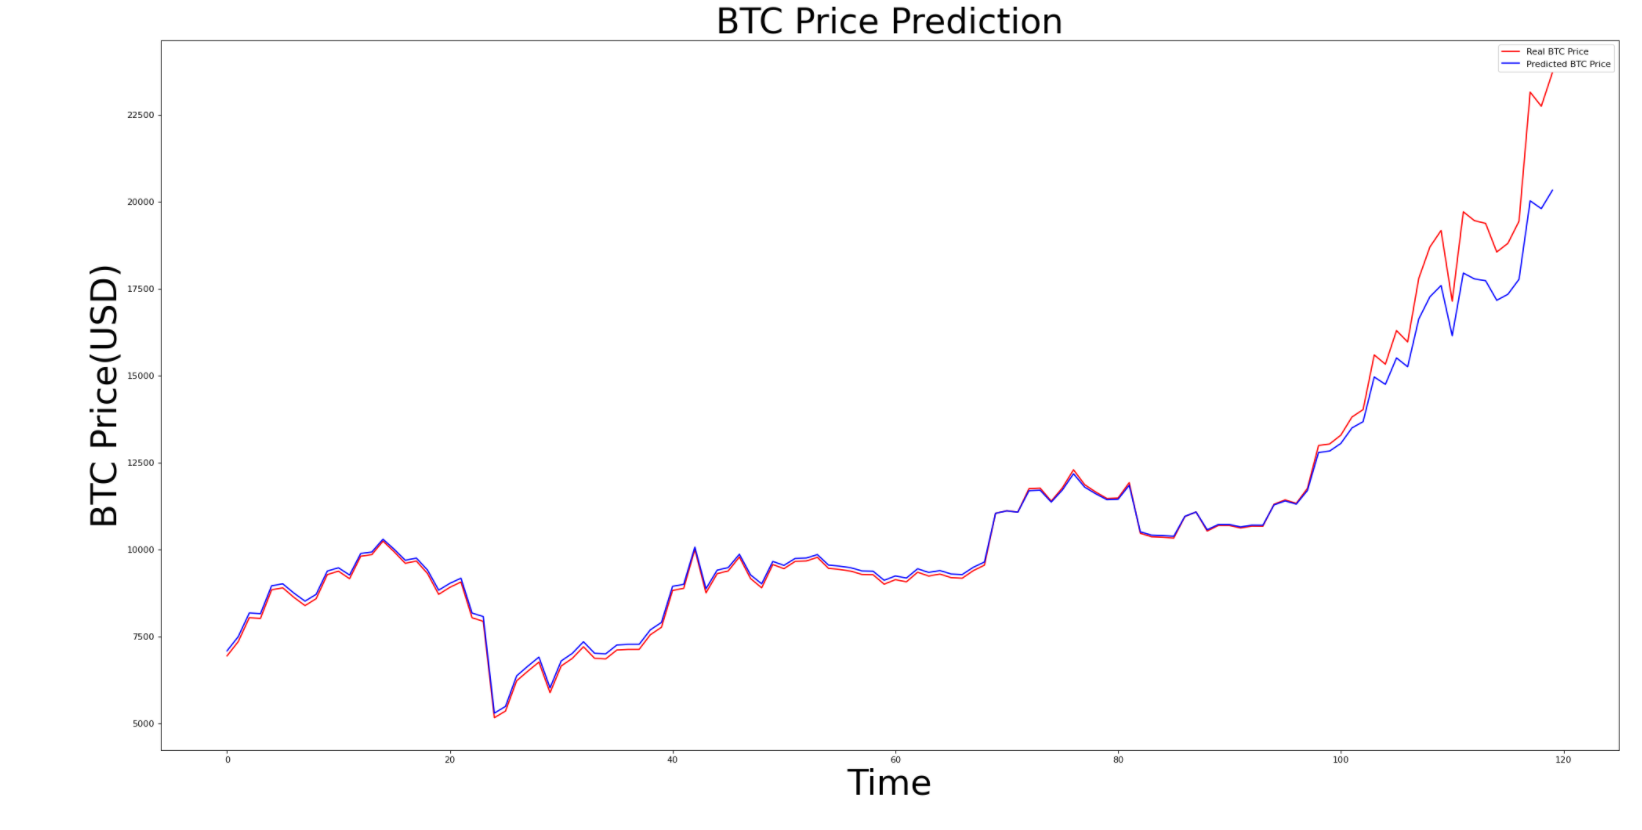 BTC Price Prediction
Real BTC Price
Predicted BTC Price
BTC Price(USD)
22500
20000
17500
15000
12500
10000
7500
5000
0 20 40 60 80 100 120
Time